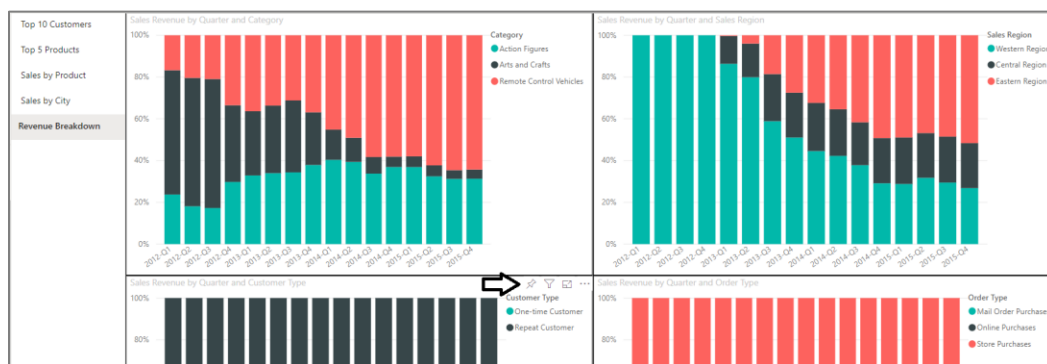 Top 10 Customers
Top 5 Products
Sales by Product
Sales by City
Revenue Breakdown
Sales Revenue by Quarter and Category
100%
80%
60%
40%
20%
0%
2012-Q1 2012-Q2 2012-Q3 2012-Q4 2013-Q1 2013-Q2 2013-Q3 2013-Q4 2014-Q1 2014-Q2 2014-Q3 2014-Q4 2015-Q1 2015-Q2 2015-Q3 2015-Q4
Category
Action Figures
Arts and Crafts
Remote Control Vehicles
Sales Revenue by Quarter and Sales Region
100%
80%
60%
40%
20%
0%
2012-Q1 2012-Q2 2012-Q3 2012-Q4 2013-Q1 2013-Q2 2013-Q3 2013-Q4 2014-Q1 2014-Q2 2014-Q3 2014-Q4 2015-Q1 2015-Q2 2015-Q3 2015-Q4
Sales Region
Western Region
Central Region
Eastern Region
Sales Revenue by Quarter and Customer Type
100%
80%
Customer Type
One-time Customer
Repeat Customer
Sales Revenue by Quarter and Order Type
100%
80%
Order Type
Mail Order Purchase
Online Purchases
Store Purchases